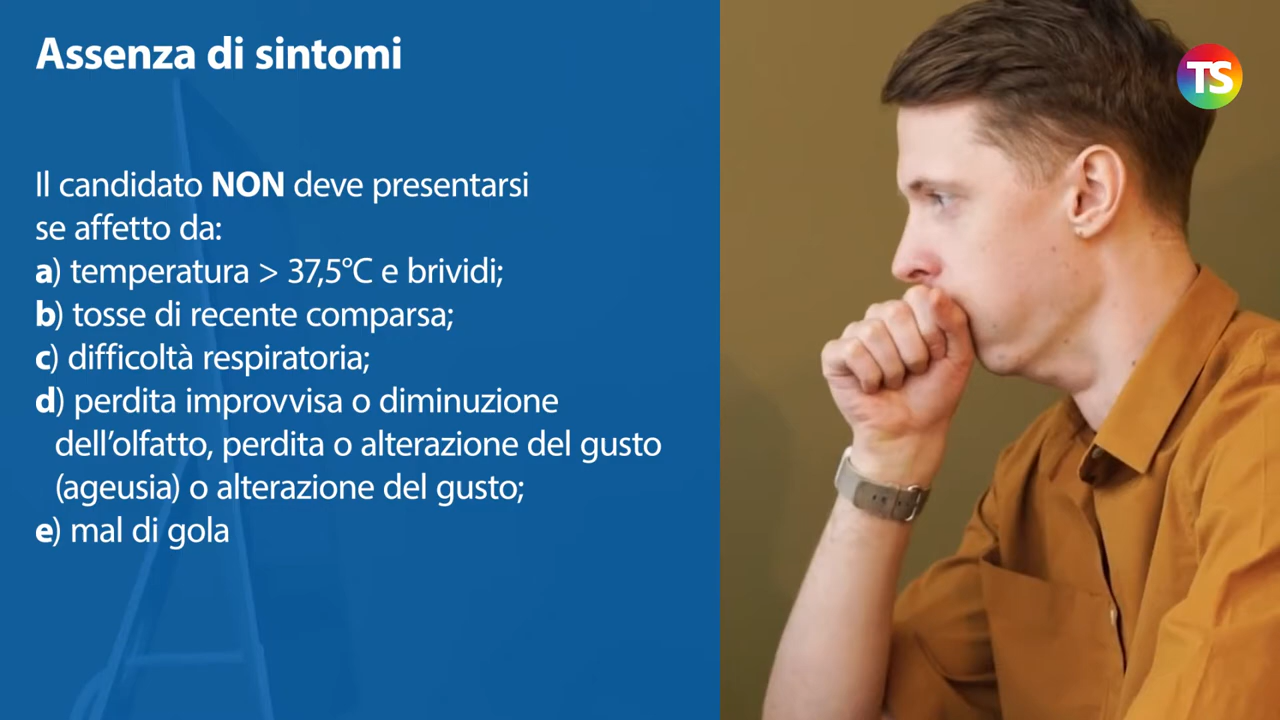 Assenza di sintomi
TS
Il candidato NON deve presentarsi
se affetto da:
a) temperatura > 37,5°C e brividi;
b) tosse di recente comparsa;
c) difficoltà respiratoria;
d) perdita improvvisa o diminuzione
dell’olfatto, perdita o alterazione del gusto
(ageusia) o alterazione del gusto;
e) mal di gola